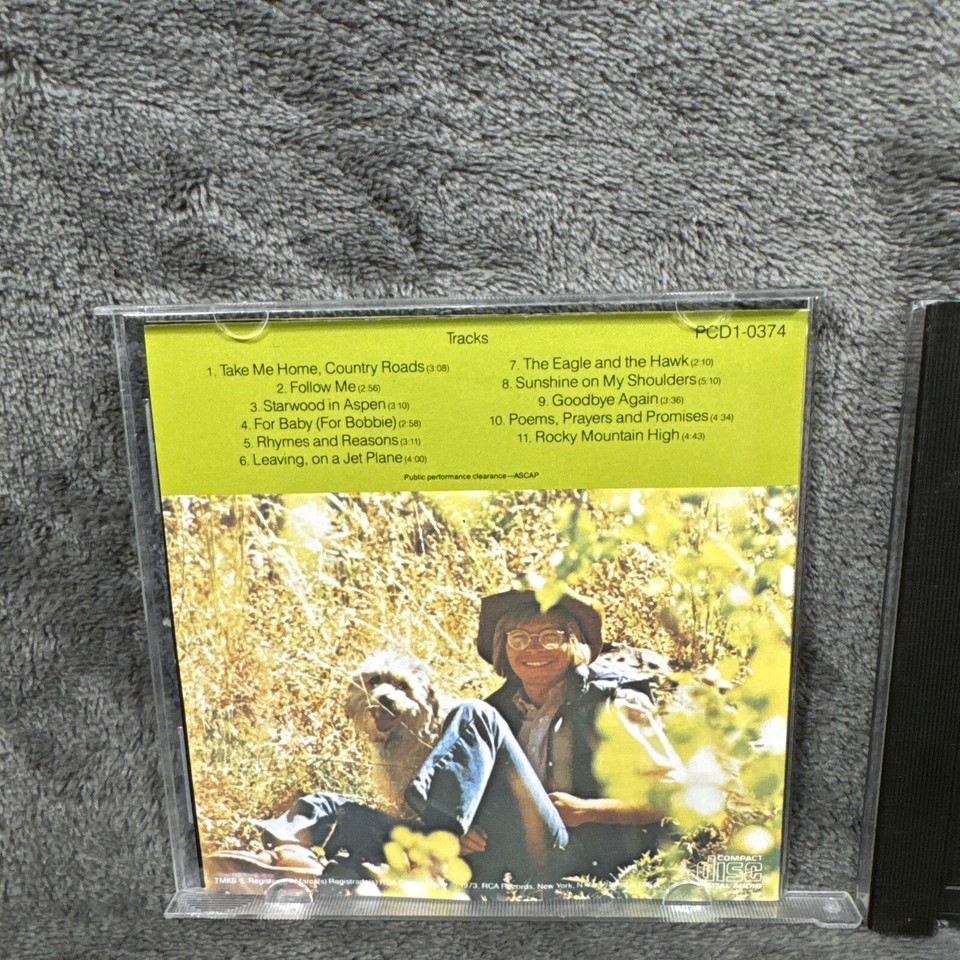 Tracks
PCD1-0374
1. Take Me Home, Country Roads (3:08)
2. Follow Me (2:56)
3. Starwood in Aspen (3:10)
4. For Baby (For Bobbie) (2:58)
5. Rhymes and Reasons (3:11)
6. Leaving, on a Jet Plane (4:00)
7. The Eagle and the Hawk (2:10)
8. Sunshine on My Shoulders (5:10)
9. Goodbye Again (3:36)
10. Poems, Prayers and Promises (4:34)
11. Rocky Mountain High (4:43)
Public performance clearance—ASCAP
TMKS ® Registrada(s) RCA 1973, RCA Records, New York, N.Y.
COMPACT
disc
DIGITAL AUDIO